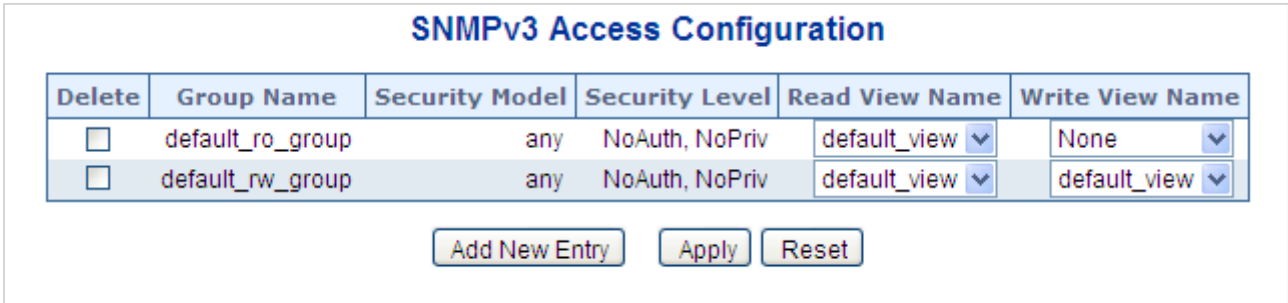 SNMPv3 Access Configuration
Delete Group Name Security Model Security Level Read View Name Write View Name
default_ro_group any NoAuth, NoPriv default_view None
default_rw_group any NoAuth, NoPriv default_view default_view
Add New Entry Apply Reset